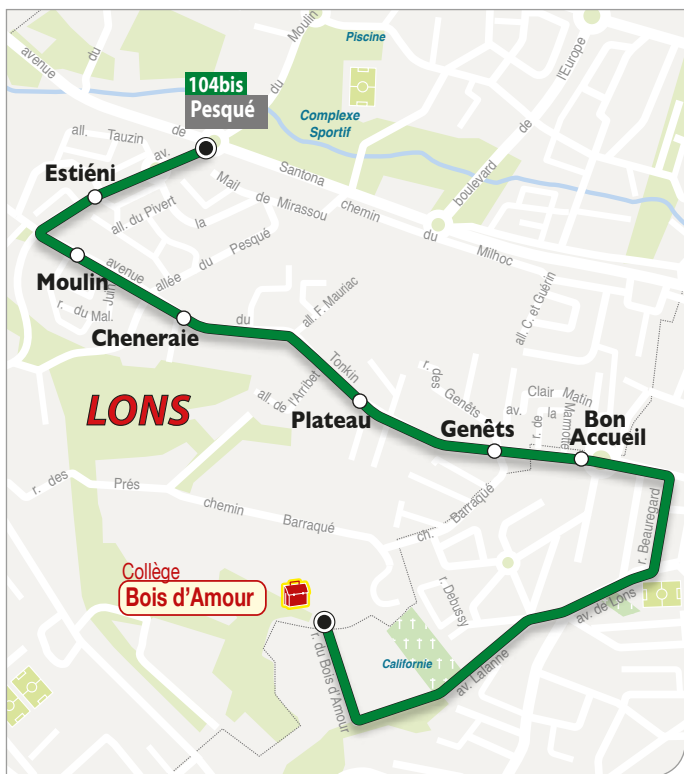 avenue
du
Moulin
du
Piscine
l'Europe
de
boulevard
104bis
Pesqué
Complexe
Sportif
all. Tauzin
av.
de
Santona
chemin
du
Milhoc
Estiéni
Mail
de Mirassou
all. du Pivert
la
Pesqué
du
allée
avenue
Moulin
r. du Mal.
Cheneraie
du
all. F. Mauriac
all. C. et Guérin
Tonkin
all. de l'Arribet
LONS
r. des
Genêts
av.
Clair Matin
r. de
la
Marmotte
Plateau
Genêts
Bon
Accueil
r. des
Prés
chemin
Barraqué
ch. Barraqué
r. Beauregard
Collège
Bois d'Amour
r. Debussy
av. de Lons
Californie
av. Lalanne
r. du Bois d'Amour